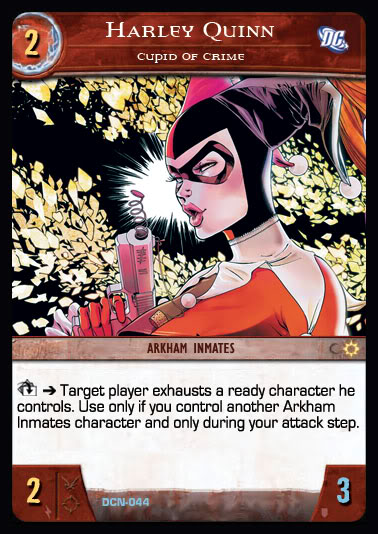 Harley Quinn
2
DC
Cupid of Crime
ARKHAM INMATES
➔ Target player exhausts a ready character he
controls. Use only if you control another Arkham
Inmates character and only during your attack step.
2
DCN-044
3